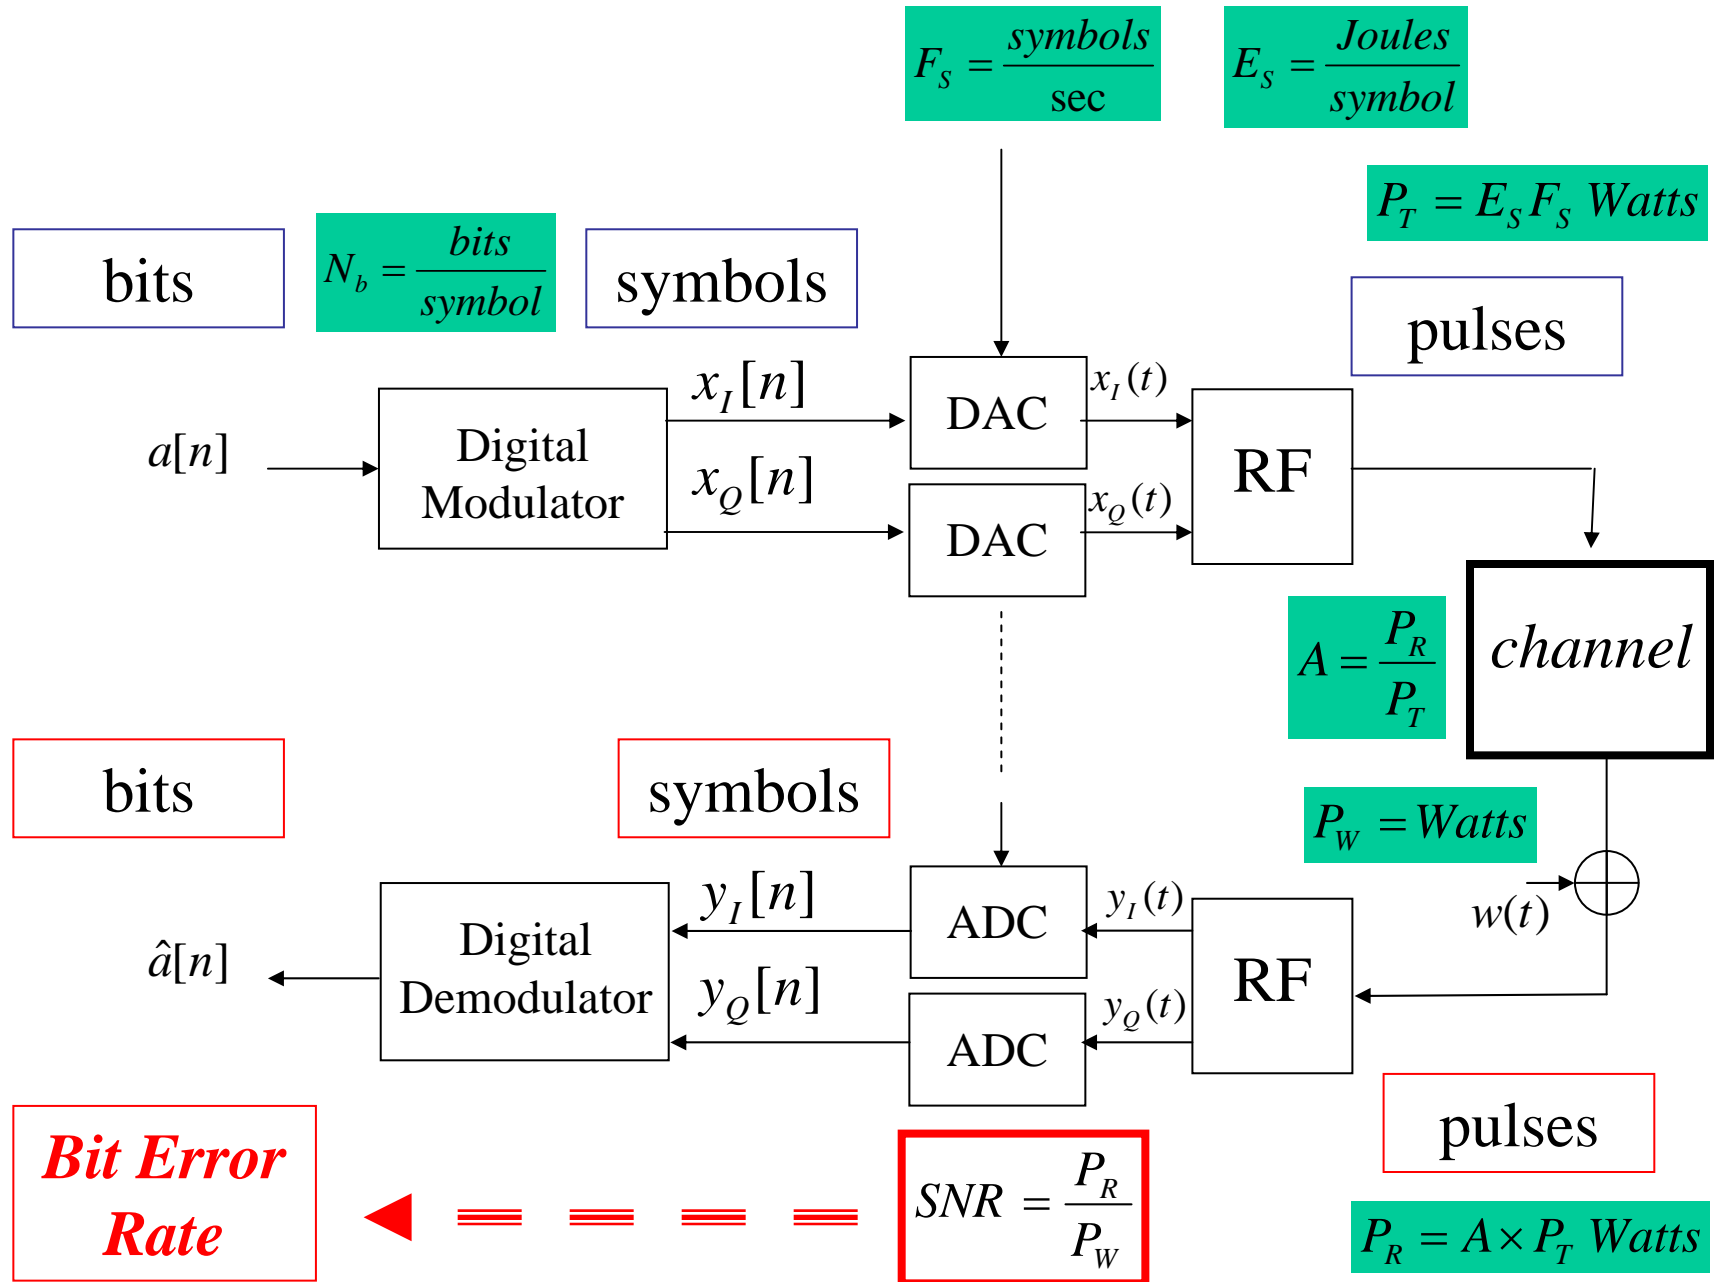 F_S = symbols / sec
E_S = Joules / symbol
P_T = E_S F_S Watts
bits
N_b = bits / symbol
symbols
pulses
x_I[n]
x_I(t)
DAC
a[n]
Digital
Modulator
RF
x_Q[n]
x_Q(t)
DAC
A = P_R / P_T
channel
bits
symbols
P_W = Watts
w(t)
y_I[n]
y_I(t)
ADC
â[n]
Digital
Demodulator
RF
y_Q[n]
y_Q(t)
ADC
pulses
Bit Error
Rate
SNR = P_R / P_W
P_R = A × P_T Watts